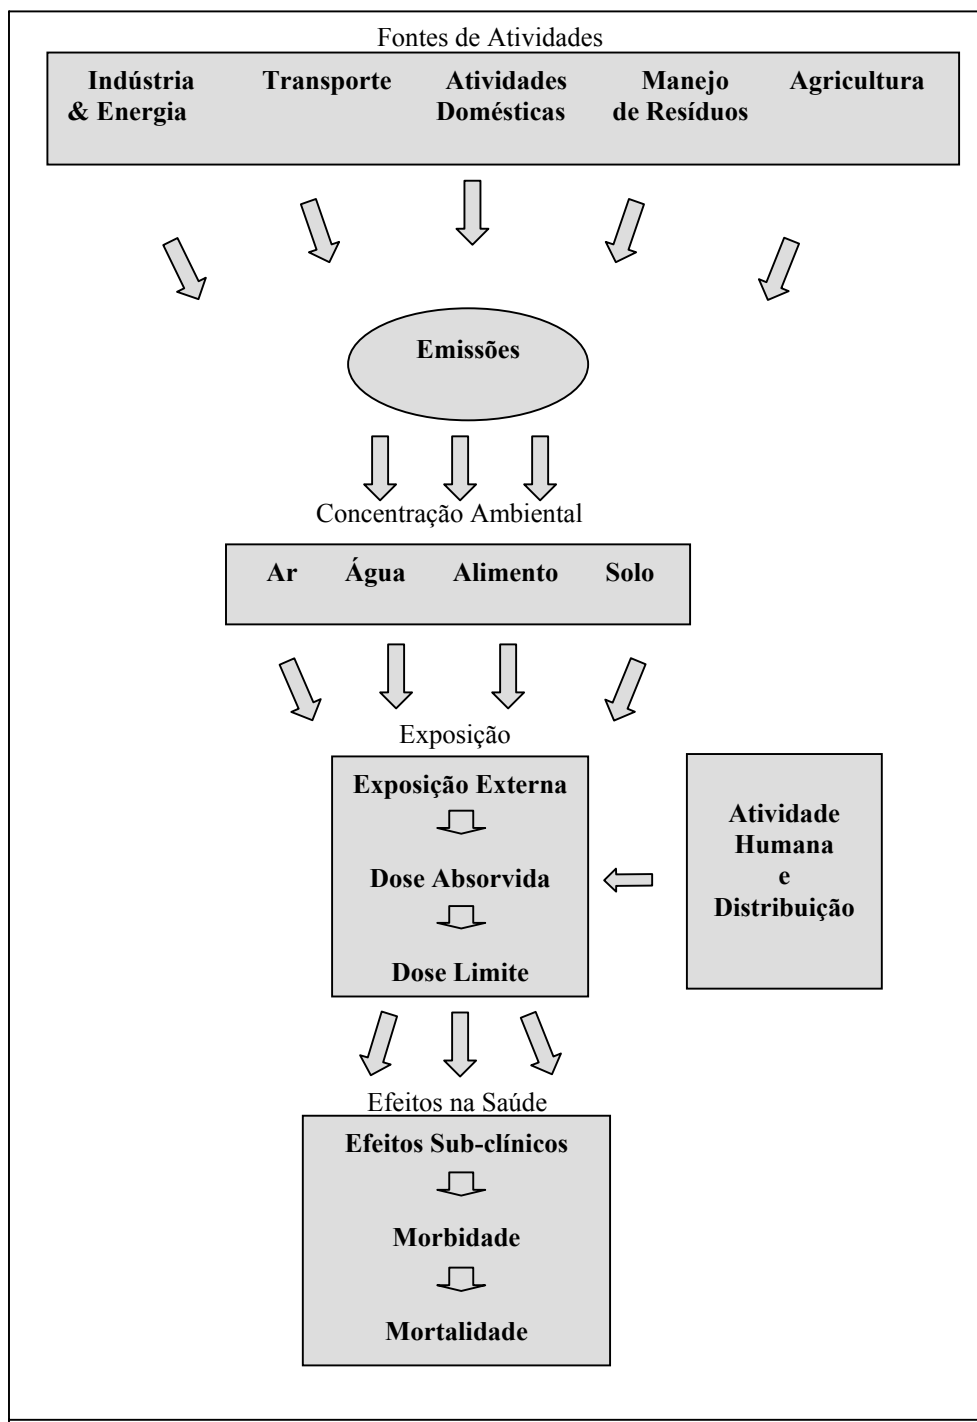 Fontes de Atividades
Indústria Transporte Atividades Manejo Agricultura
& Energia Domésticas de Resíduos
Emissões
Concentração Ambiental
Ar Água Alimento Solo
Exposição
Exposição Externa
Dose Absorvida
Dose Limite
Atividade
Humana
e
Distribuição
Efeitos na Saúde
Efeitos Sub-clínicos
Morbidade
Mortalidade